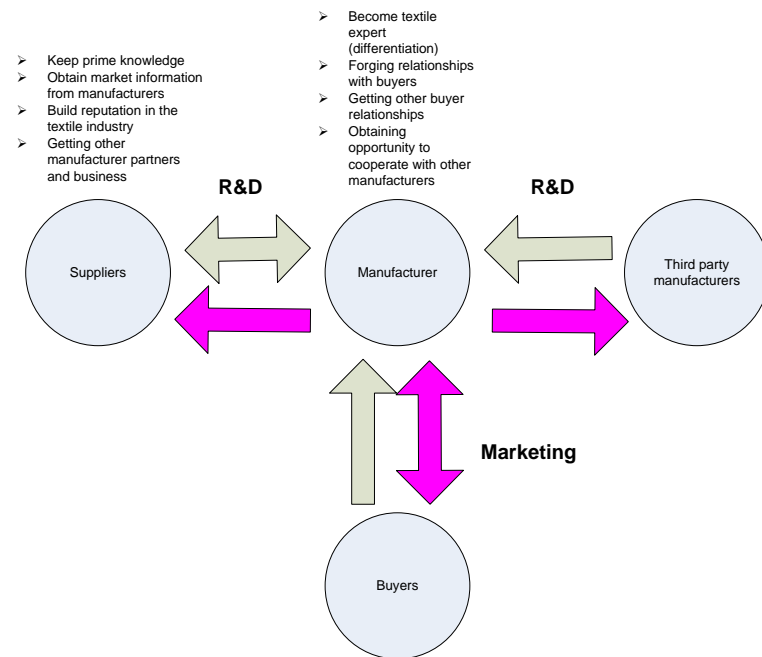 ➢ Become textile
expert
(differentiation)
➢ Forging relationships
with buyers
➢ Getting other buyer
relationships
➢ Obtaining
opportunity to
cooperate with other
manufacturers
➢ Keep prime knowledge
➢ Obtain market information
from manufacturers
➢ Build reputation in the
textile industry
➢ Getting other
manufacturer partners
and business
R&D
R&D
Suppliers
Manufacturer
Third party
manufacturers
Marketing
Buyers